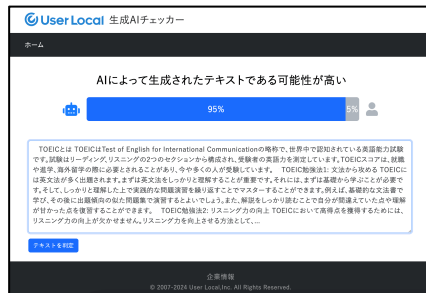 User Local 生成AIチェッカー
ホーム
AIによって生成されたテキストである可能性が高い
95%
5%
TOEICとは TOEICはTest of English for International Communicationの略称で、世界中で認知されている英語能力試験
です。試験はリーディング、リスニングの2つのセクションから構成され、受験者の英語力を測定しています。TOEICスコアは、就職
や進学、海外留学の際に必要とされることがあり、今や多くの人が受験しています。 TOEIC勉強法1: 文法から攻める TOEICに
は英文法が多く出題されます。まずは英文法をしっかりと理解することが重要です。それには、まずは基礎から学ぶことが必要で
す。そして、しっかりと理解した上で実践的な問題演習を繰り返すことでマスターすることができます。例えば、基礎的な文法書で
学び、その後に出題傾向の似た問題集で演習するとよいでしょう。また、解説をしっかり読むことで自分が間違えていた点や理解
が甘かった点を復習することができます。 TOEIC勉強法2: リスニング力の向上 TOEICにおいて高得点を獲得するためには、
リスニング力の向上が欠かせません。リスニング力を向上させる方法として、...
テキストを判定
企業情報
© 2007-2024 User Local,Inc. All Rights Reserved.